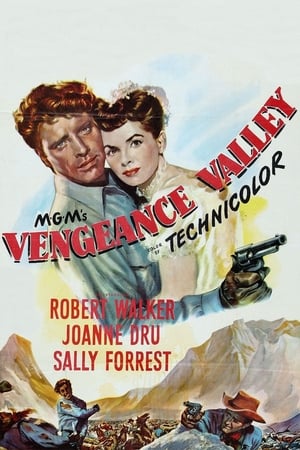 M-G-M's
VENGEANCE VALLEY
COLOR BY
TECHNICOLOR
ROBERT WALKER
JOANNE DRU
SALLY FORREST